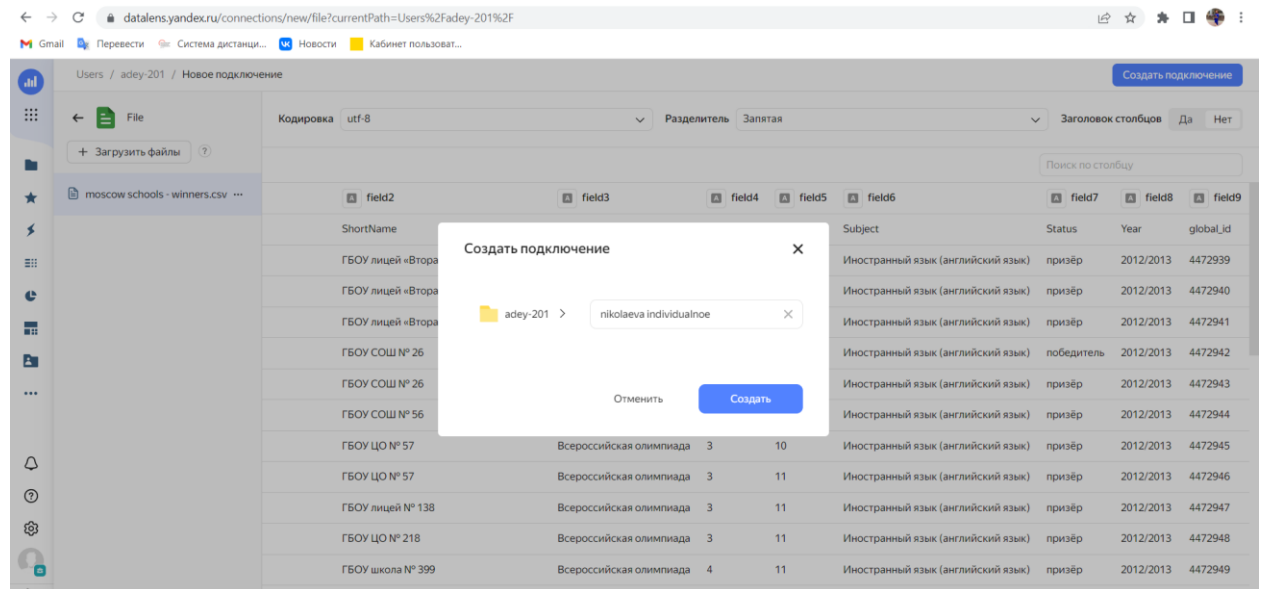 datalens.yandex.ru/connections/new/file?currentPath=Users%2Fadey-201%2F
Gmail Перевести Система дистанци... Новости Кабинет пользоват...
Users / adey-201 / Новое подключение Создать подключение
File Кодировка utf-8 Разделитель Запятая Заголовок столбцов Да Нет
+ Загрузить файлы ?
Поиск по столбцу
moscow schools - winners.csv ...
field2 field3 field4 field5 field6 field7 field8 field9
ShortName Subject Status Year global_id
ГБОУ лицей «Втора Иностранный язык (английский язык) призёр 2012/2013 4472939
ГБОУ лицей «Втора Иностранный язык (английский язык) призёр 2012/2013 4472940
ГБОУ лицей «Втора Иностранный язык (английский язык) призёр 2012/2013 4472941
ГБОУ СОШ № 26 Иностранный язык (английский язык) победитель 2012/2013 4472942
ГБОУ СОШ № 26 Иностранный язык (английский язык) призёр 2012/2013 4472943
ГБОУ СОШ № 56 Иностранный язык (английский язык) призёр 2012/2013 4472944
ГБОУ ЦО № 57 Всероссийская олимпиада 3 10 Иностранный язык (английский язык) призёр 2012/2013 4472945
ГБОУ ЦО № 57 Всероссийская олимпиада 3 11 Иностранный язык (английский язык) призёр 2012/2013 4472946
ГБОУ лицей № 138 Всероссийская олимпиада 3 11 Иностранный язык (английский язык) призёр 2012/2013 4472947
ГБОУ ЦО № 218 Всероссийская олимпиада 3 11 Иностранный язык (английский язык) призёр 2012/2013 4472948
ГБОУ школа № 399 Всероссийская олимпиада 4 11 Иностранный язык (английский язык) призёр 2012/2013 4472949
Создать подключение
adey-201 nikolaeva individualnoe
Отменить Создать